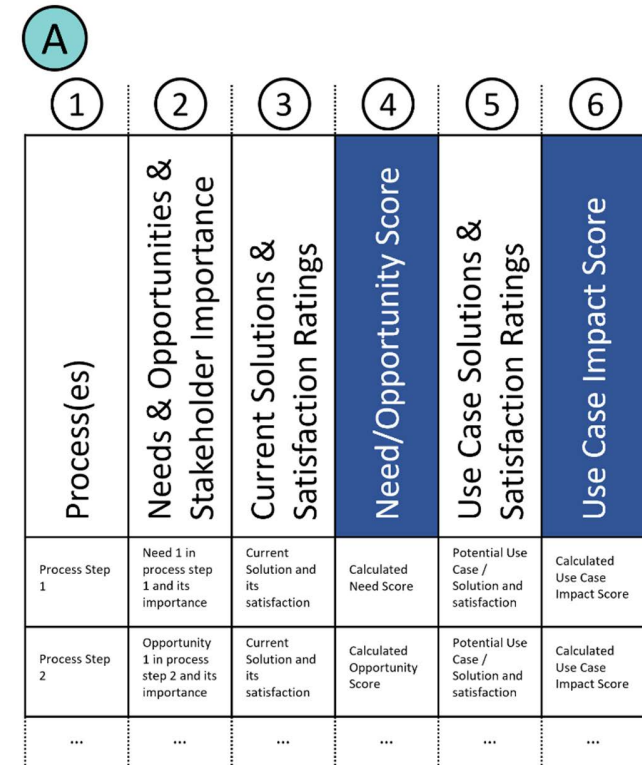 A
1
2
3
4
5
6
Process(es)
Needs & Opportunities &
Stakeholder Importance
Current Solutions &
Satisfaction Ratings
Need/Opportunity Score
Use Case Solutions &
Satisfaction Ratings
Use Case Impact Score
Process Step
1
Need 1 in
process step
1 and its
importance
Current
Solution and
its
satisfaction
Calculated
Need Score
Potential Use
Case /
Solution and
satisfaction
Calculated
Use Case
Impact Score
Process Step
2
Opportunity
1 in process
step 2 and its
importance
Current
Solution and
its
satisfaction
Calculated
Opportunity
Score
Potential Use
Case /
Solution and
satisfaction
Calculated
Use Case
Impact Score
...
...
...
...
...
...